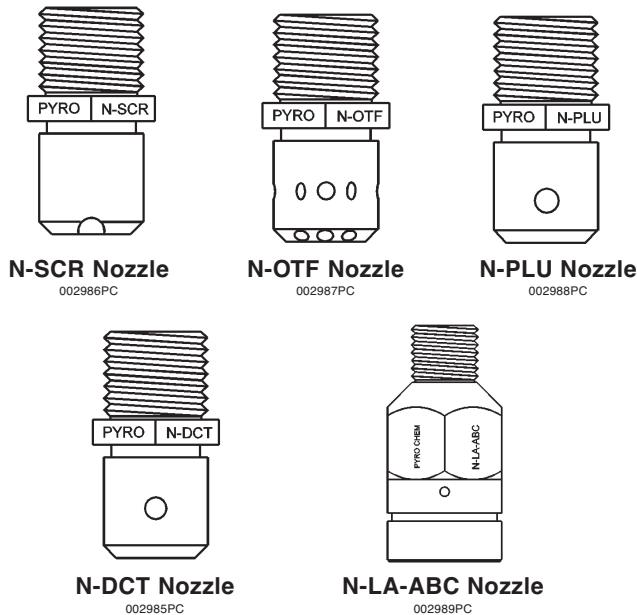 PYRO N-SCR
PYRO N-OTF
PYRO N-PLU
N-SCR Nozzle
002986PC
N-OTF Nozzle
002987PC
N-PLU Nozzle
002988PC
PYRO N-DCT
PYRO CHEM
N-LA-ABC
N-DCT Nozzle
002985PC
N-LA-ABC Nozzle
002989PC